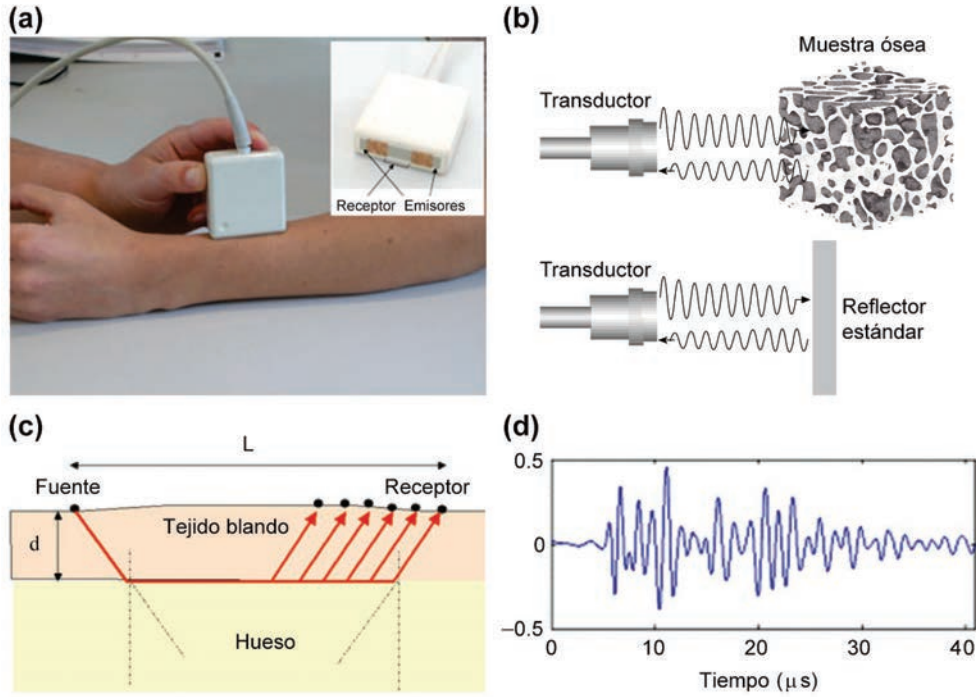 (a)
Receptor Emisores
(b)
Muestra ósea
Transductor
Transductor
Reflector
estándar
(c)
L
Fuente
Receptor
Tejido blando
d
Hueso
(d)
0.5
0
–0.5
0 10 20 30 40
Tiempo (μs)